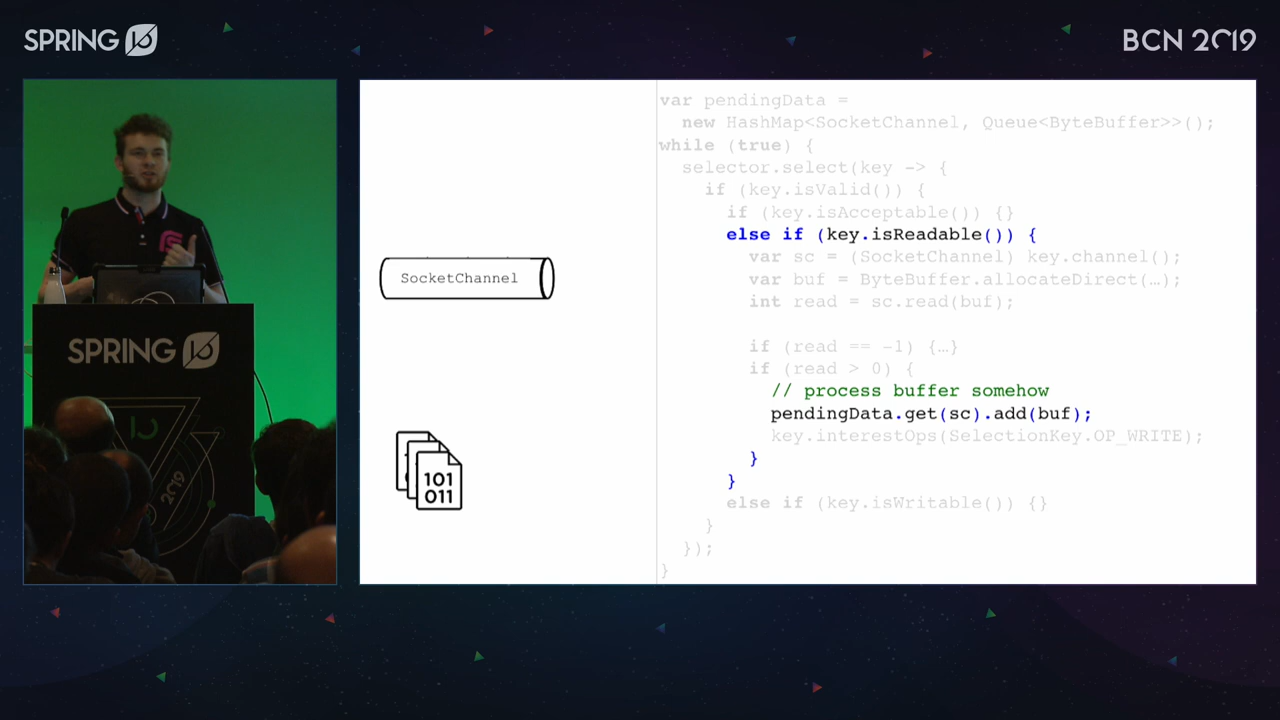 SPRING IO
BCN 2019
SPRING IO
2019
SocketChannel
101
011
var pendingData =
new HashMap<SocketChannel, Queue<ByteBuffer>>();
while (true) {
selector.select(key -> {
if (key.isValid()) {
if (key.isAcceptable()) {}
else if (key.isReadable()) {
var sc = (SocketChannel) key.channel();
var buf = ByteBuffer.allocateDirect(…);
int read = sc.read(buf);
if (read == -1) {…}
if (read > 0) {
// process buffer somehow
pendingData.get(sc).add(buf);
key.interestOps(SelectionKey.OP_WRITE);
}
}
else if (key.isWritable()) {}
}
});
}